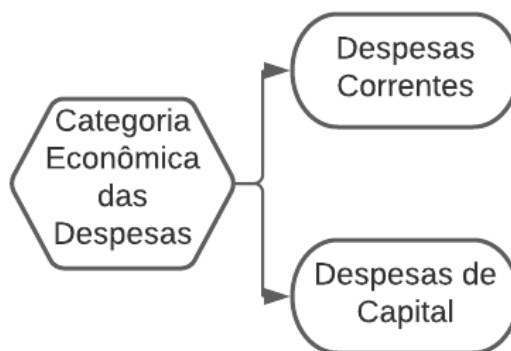 Categoria
Econômica
das
Despesas
Despesas
Correntes
Despesas de
Capital